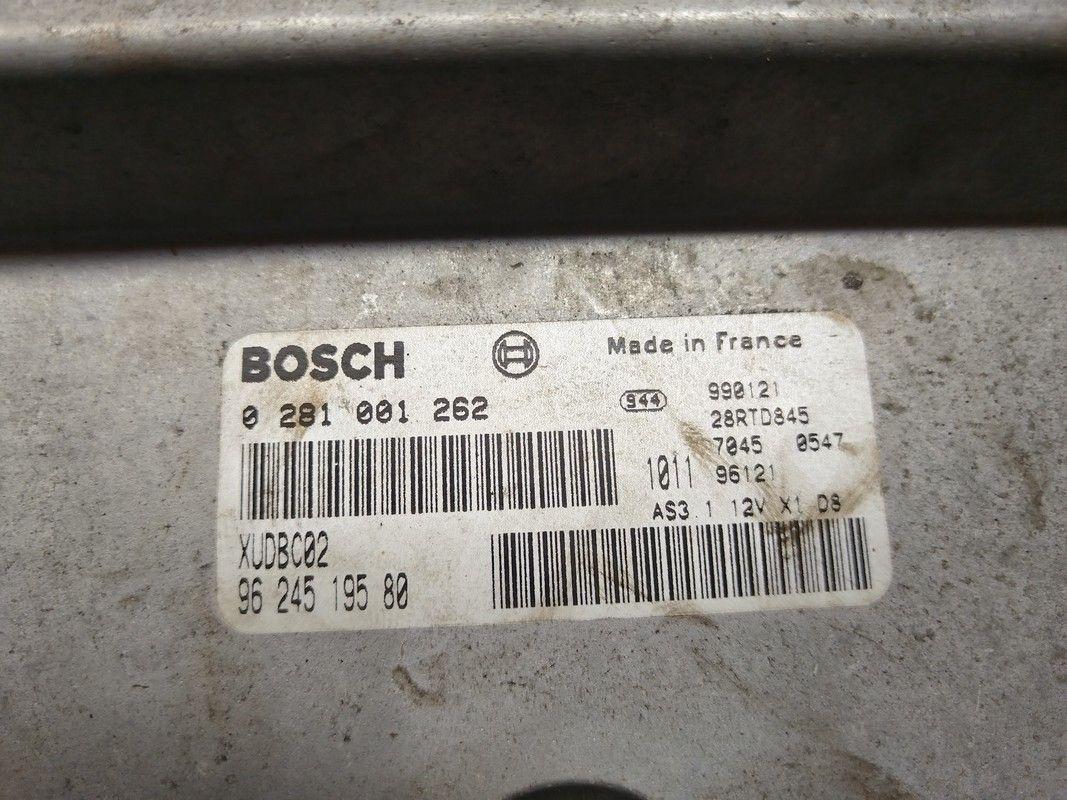 BOSCH Made in France
0 281 001 262
944 990121
28RTD845
7045 0547
1011 96121
AS3 1 12V X1 D8
XUDBC02
96 245 195 80